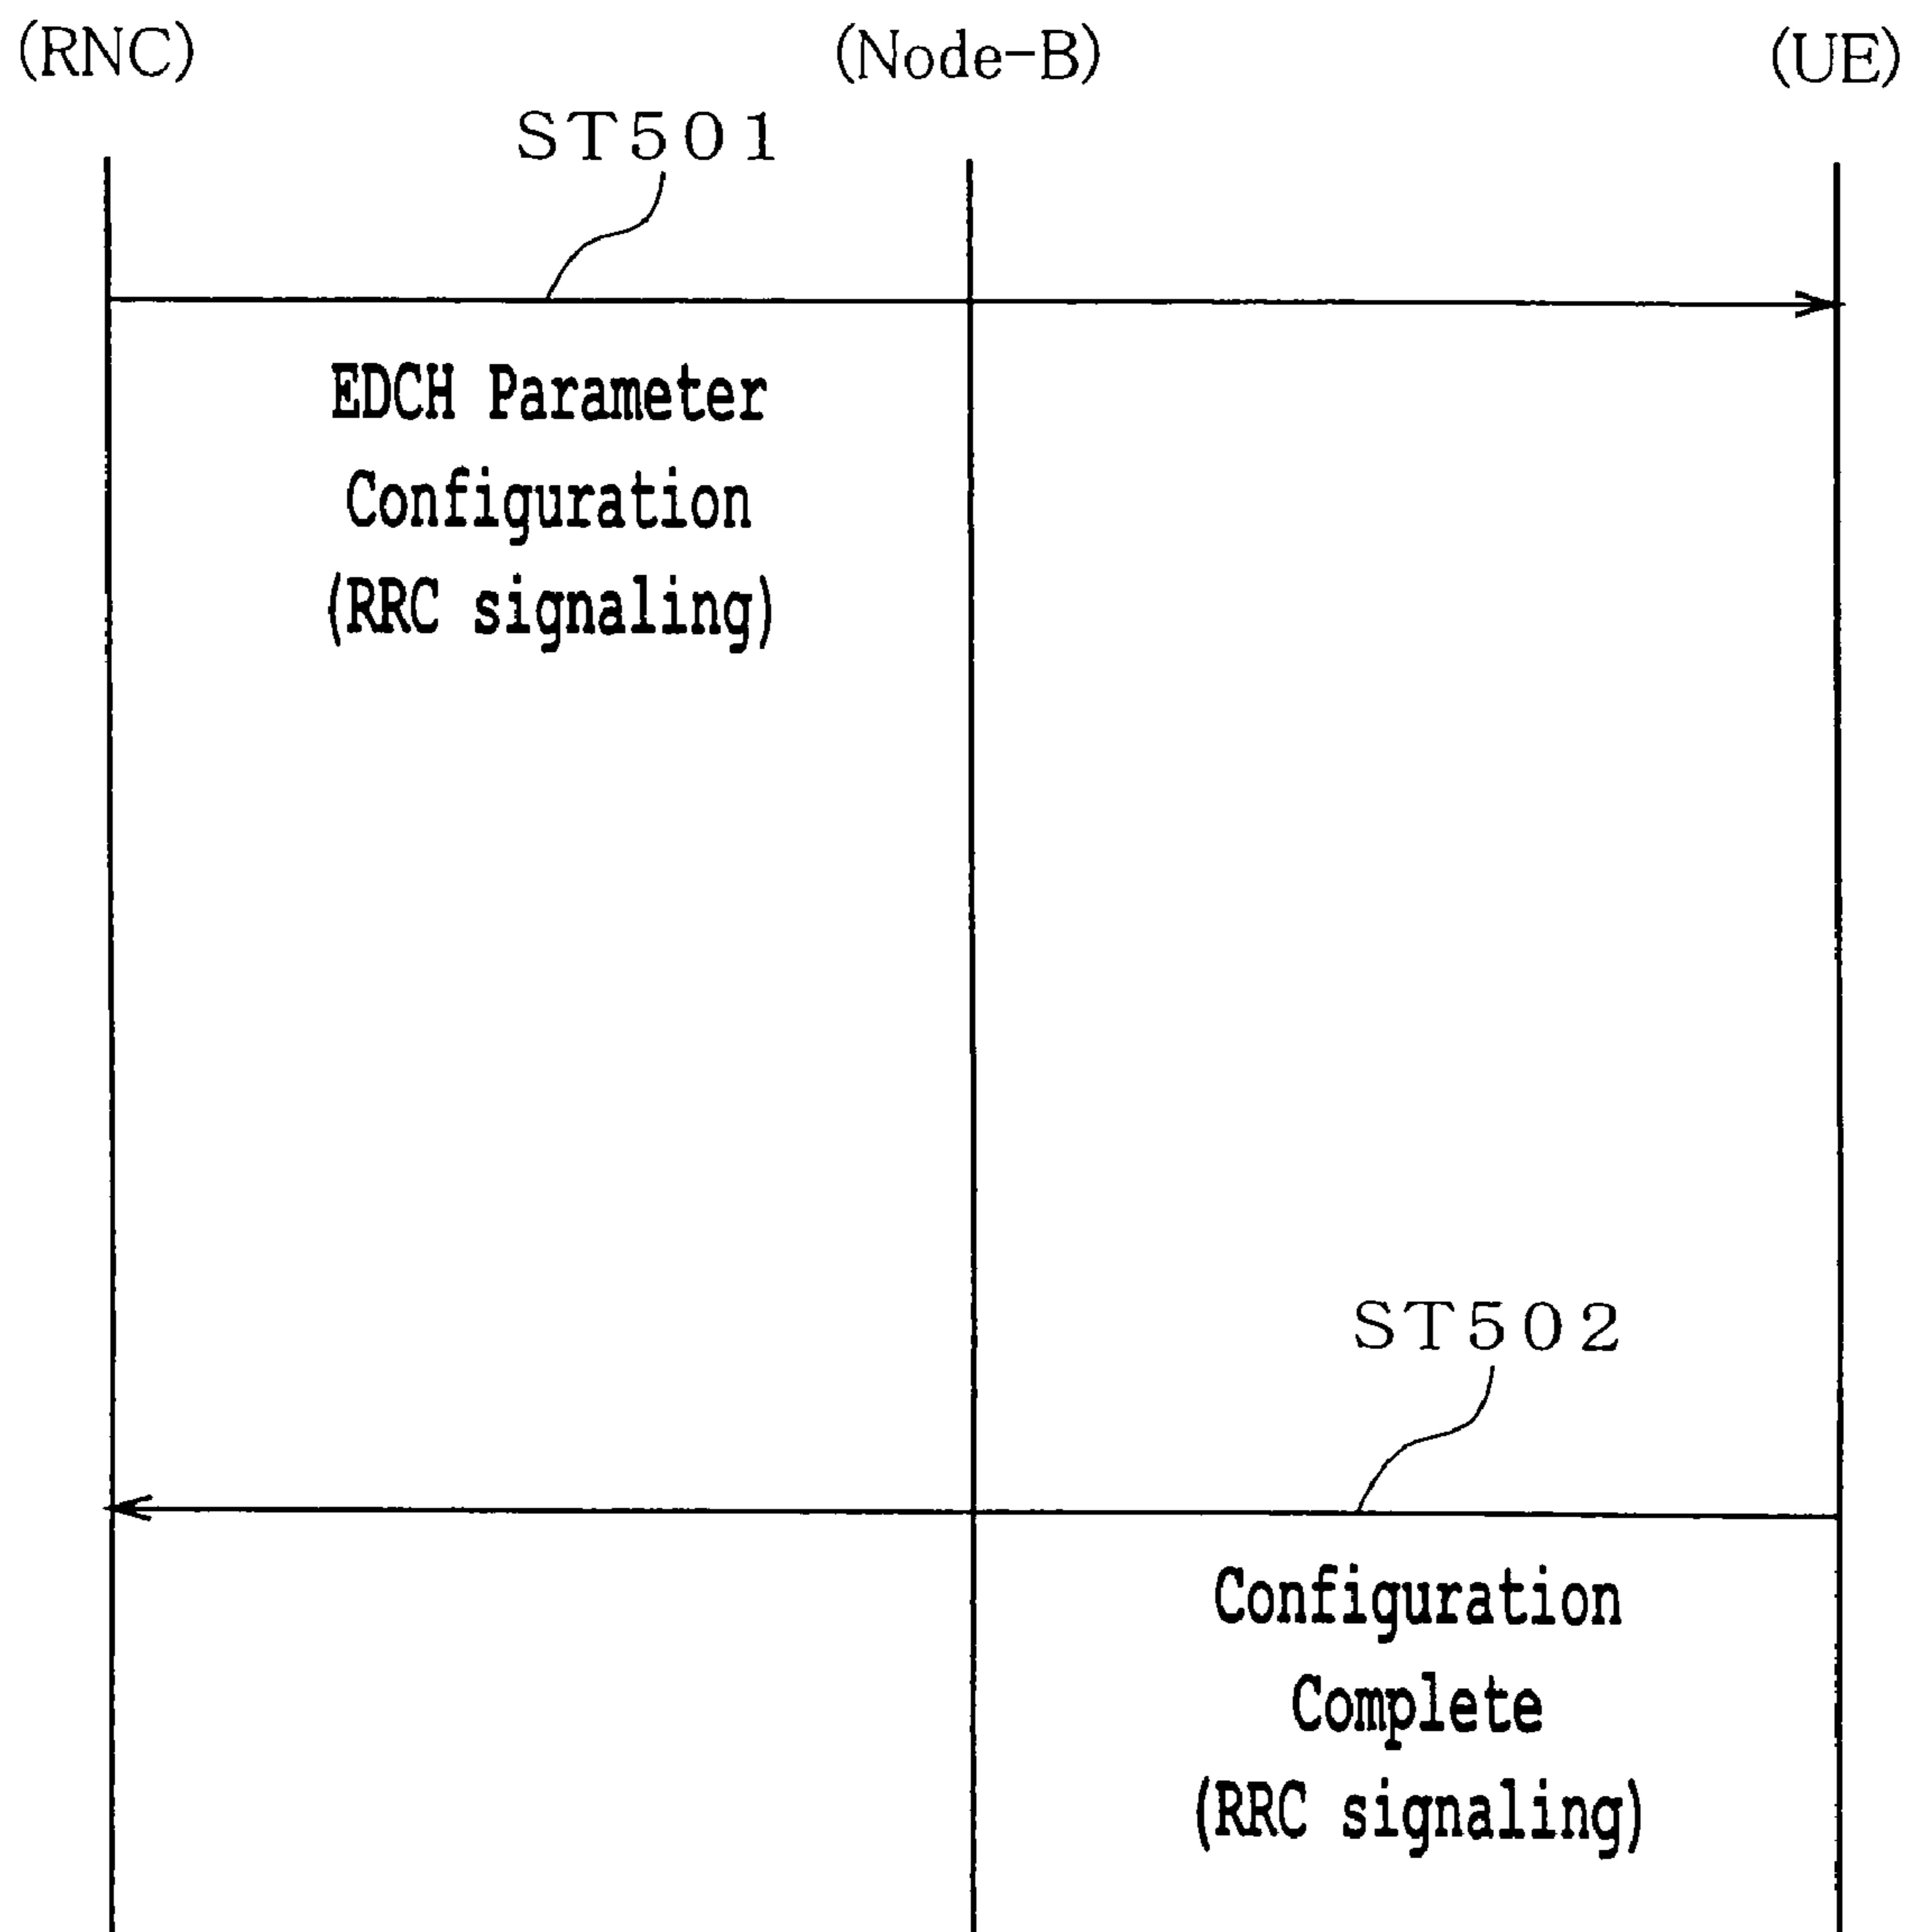 (RNC) (Node-B) (UE)
ST501
EDCH Parameter
Configuration
(RRC signaling)
ST502
Configuration
Complete
(RRC signaling)